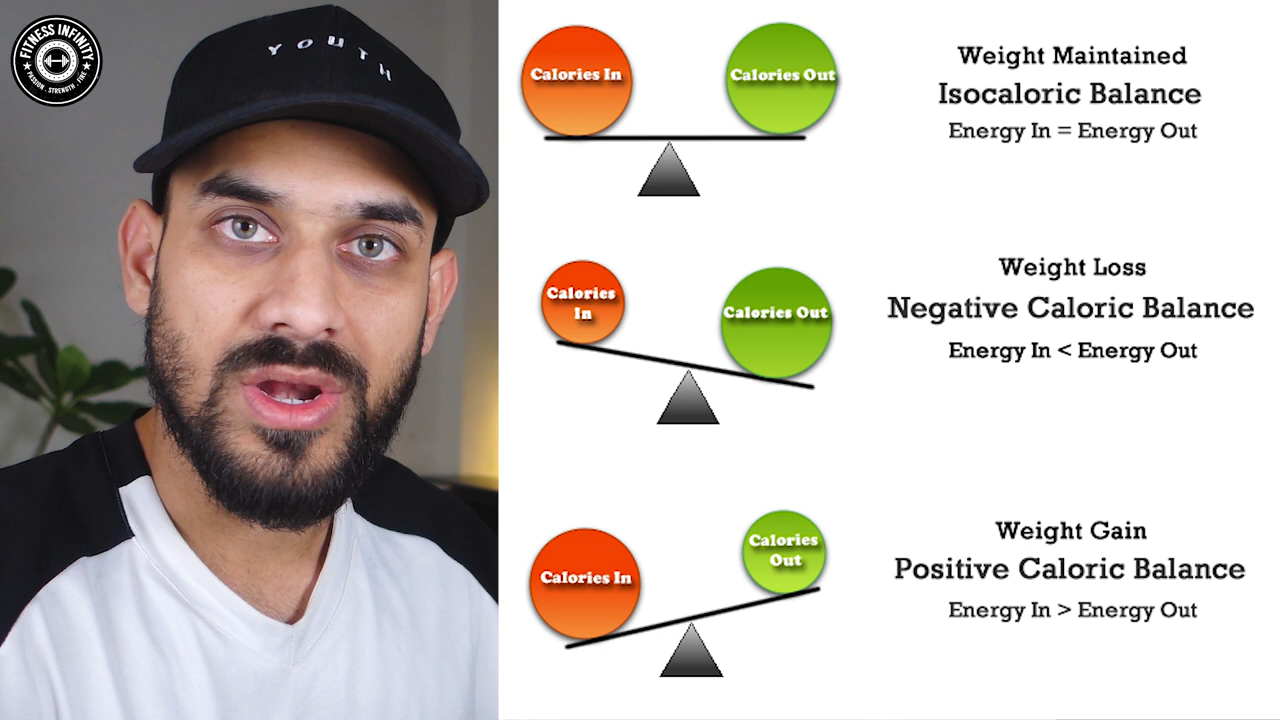 FITNESS INFINITY
PASSION . STRENGTH . FIRE
YOUTH
Calories In
Calories Out
Weight Maintained
Isocaloric Balance
Energy In = Energy Out
Calories
In
Calories Out
Weight Loss
Negative Caloric Balance
Energy In < Energy Out
Calories In
Calories
Out
Weight Gain
Positive Caloric Balance
Energy In > Energy Out